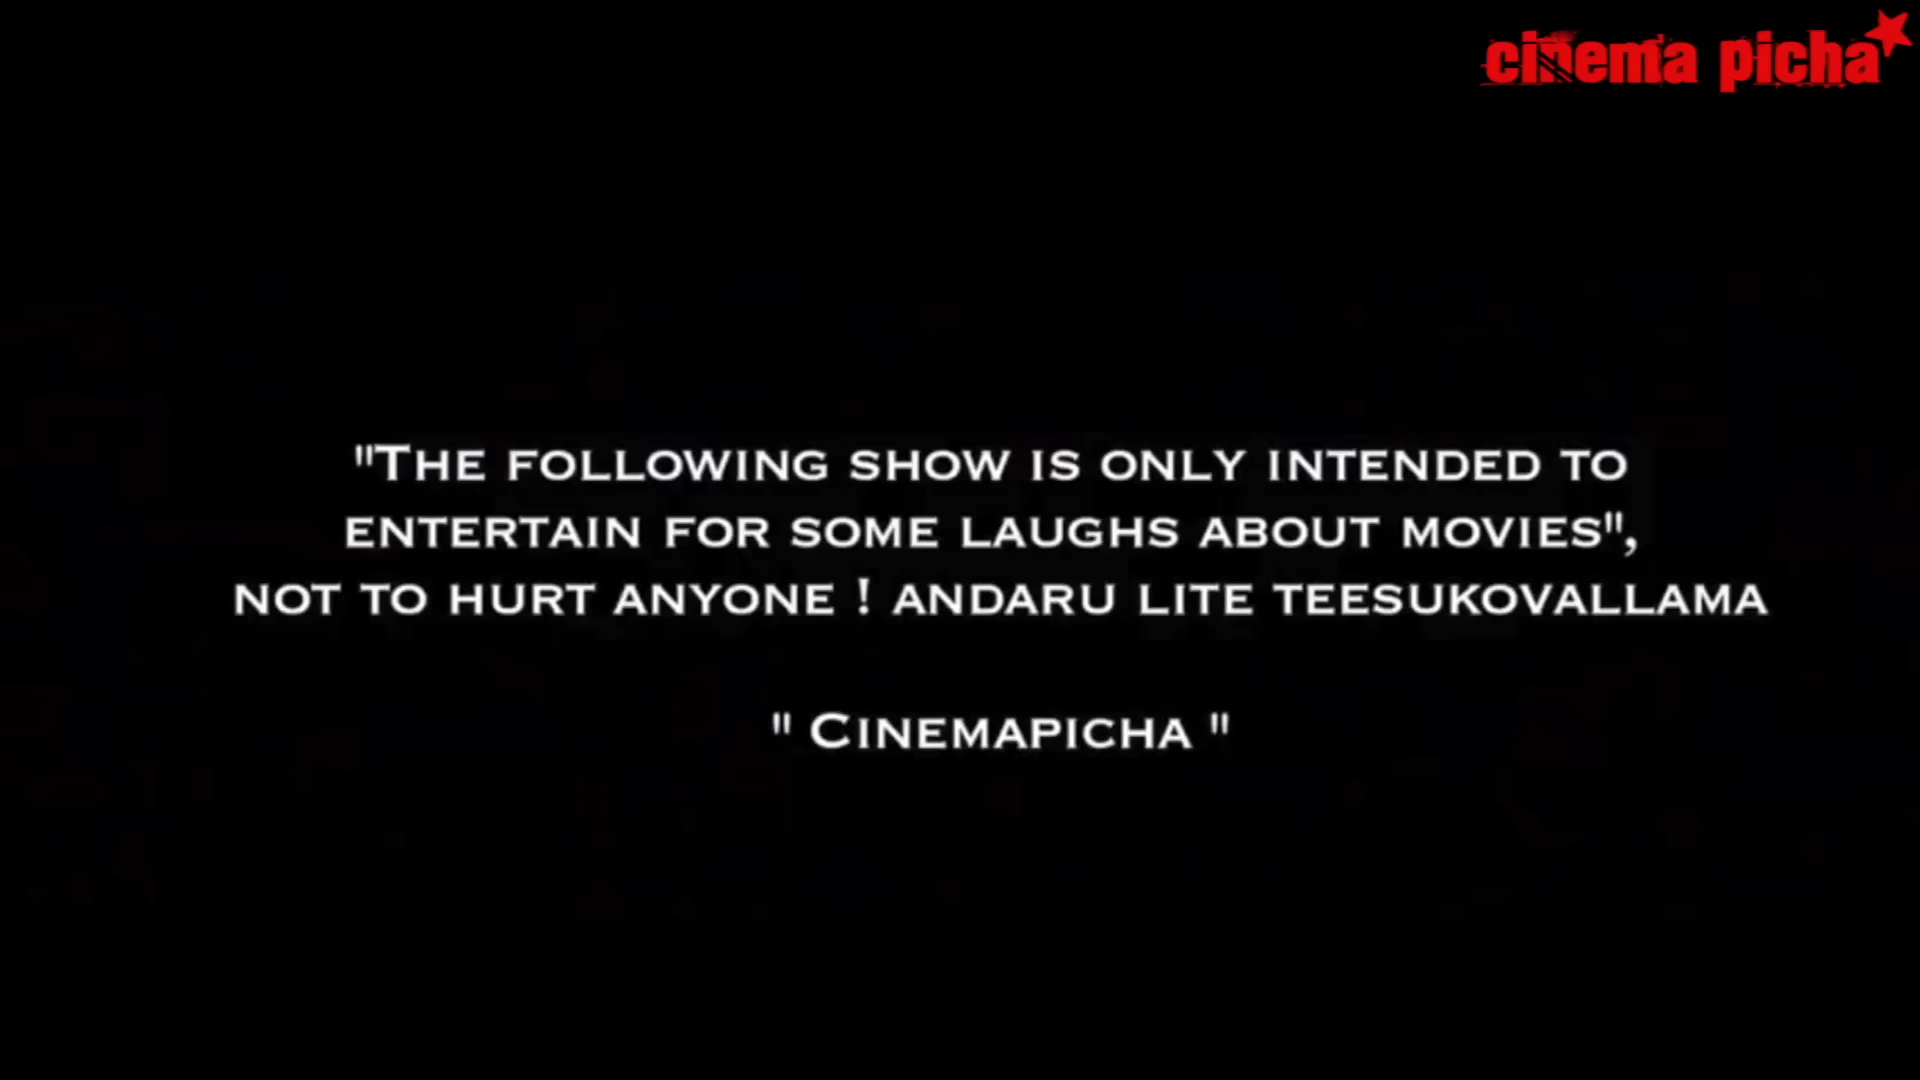 cinema picha
"The following show is only intended to
entertain for some laughs about movies",
not to hurt anyone ! andaru lite teesukovallama
" Cinemapicha "